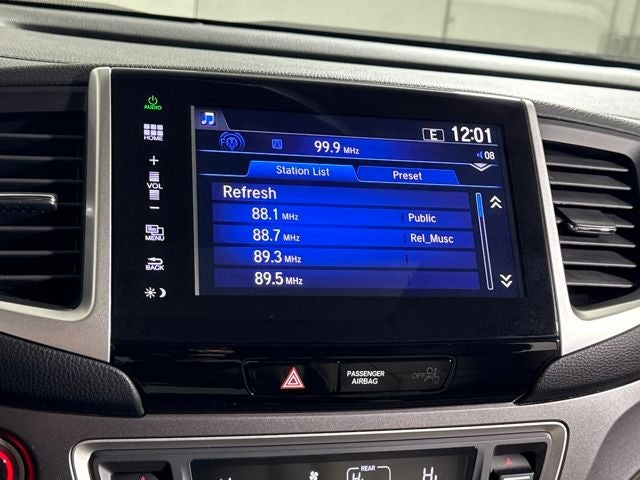 AUDIO
HOME
+
VOL
–
MENU
BACK
FM
99.9 MHz
E 12:01
08
Station List
Preset
Refresh
88.1 MHz Public
88.7 MHz Rel_Musc
89.3 MHz
89.5 MHz
PASSENGER
AIRBAG
OFF
REAR